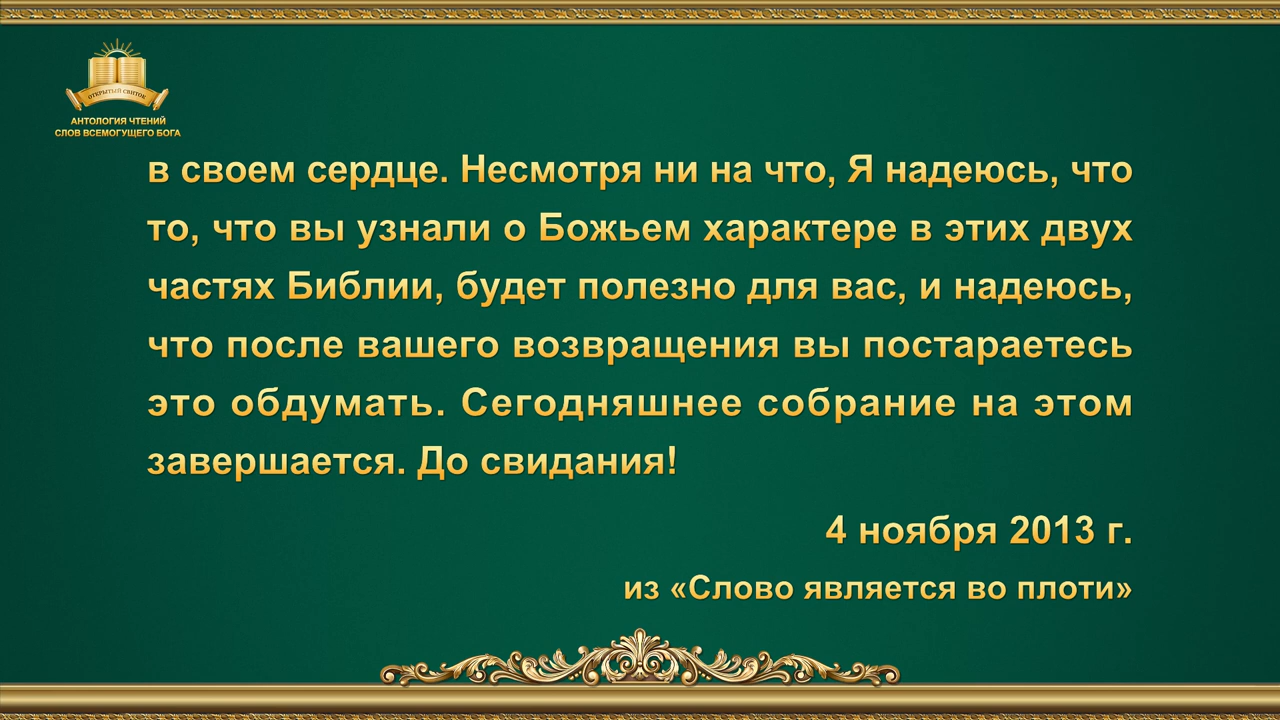 ОТКРЫТЫЙ СВИТОК
АНТОЛОГИЯ ЧТЕНИЙ
СЛОВ ВСЕМОГУЩЕГО БОГА
в своем сердце. Несмотря ни на что, Я надеюсь, что
то, что вы узнали о Божьем характере в этих двух
частях Библии, будет полезно для вас, и надеюсь,
что после вашего возвращения вы постараетесь
это обдумать. Сегодняшнее собрание на этом
завершается. До свидания!
4 ноября 2013 г.
из «Слово является во плоти»